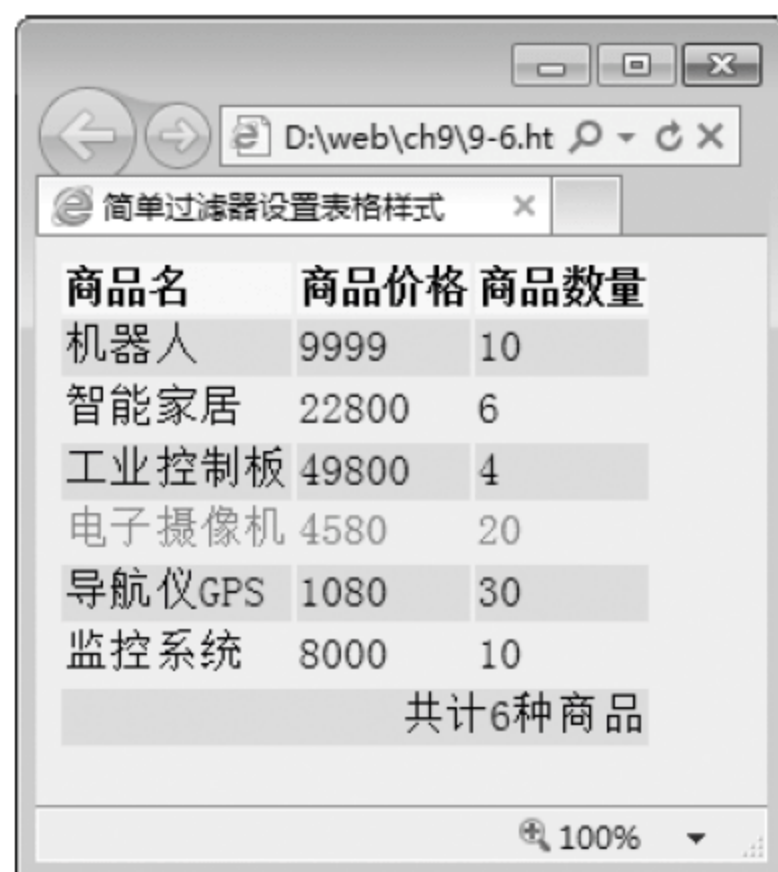 D:\web\ch9\9-6.ht
简单过滤器设置表格样式
商品名 商品价格 商品数量
机器人 9999 10
智能家居 22800 6
工业控制板 49800 4
电子摄像机 4580 20
导航仪GPS 1080 30
监控系统 8000 10
共计6种商品
100%